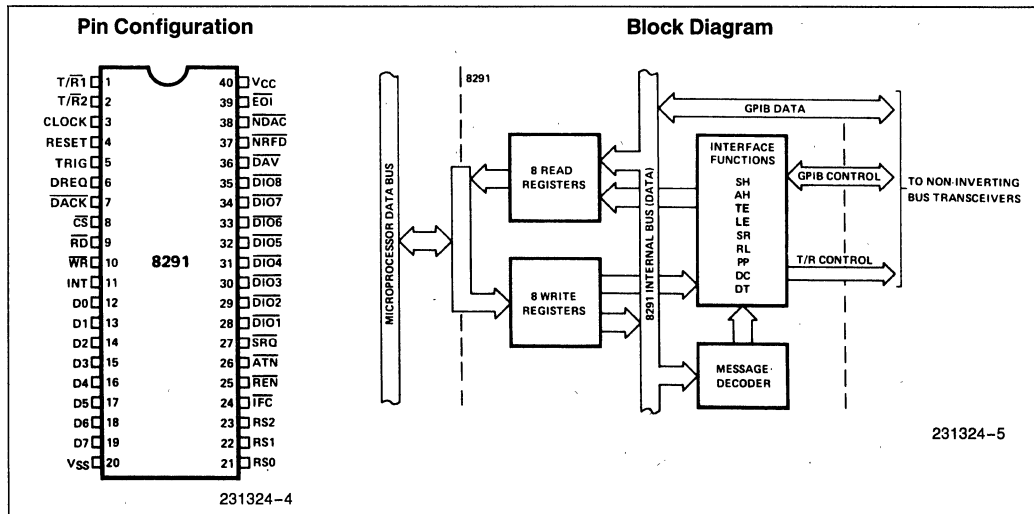 Pin Configuration
T/R̅1̅ 1
T/R̅2̅ 2
CLOCK 3
RESET 4
TRIG 5
DREQ 6
D̅A̅C̅K̅ 7
C̅S̅ 8
R̅D̅ 9
W̅R̅ 10
INT 11
D0 12
D1 13
D2 14
D3 15
D4 16
D5 17
D6 18
D7 19
VSS 20
8291
40 VCC
39 E̅O̅I̅
38 N̅D̅A̅C̅
37 N̅R̅F̅D̅
36 D̅A̅V̅
35 D̅I̅O̅8̅
34 D̅I̅O̅7̅
33 D̅I̅O̅6̅
32 D̅I̅O̅5̅
31 D̅I̅O̅4̅
30 D̅I̅O̅3̅
29 D̅I̅O̅2̅
28 D̅I̅O̅1̅
27 S̅R̅Q̅
26 A̅T̅N̅
25 R̅E̅N̅
24 I̅F̅C̅
23 RS2
22 RS1
21 RS0
231324-4
Block Diagram
8291
MICROPROCESSOR DATA BUS
8 READ
REGISTERS
8 WRITE
REGISTERS
8291 INTERNAL BUS (DATA)
GPIB DATA
INTERFACE
FUNCTIONS
SH
AH
TE
LE
SR
RL
PP
DC
DT
GPIB CONTROL
T/R CONTROL
TO NON-INVERTING
BUS TRANSCEIVERS
MESSAGE
DECODER
231324-5